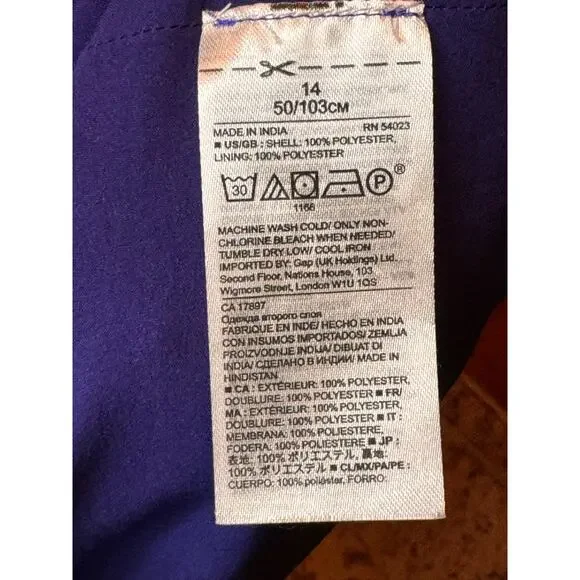 14
50/103CM
MADE IN INDIA RN 54023
■ US/GB : SHELL: 100% POLYESTER,
LINING: 100% POLYESTER
30 P ®
1166
MACHINE WASH COLD/ ONLY NON-
CHLORINE BLEACH WHEN NEEDED/
TUMBLE DRY LOW/ COOL IRON
IMPORTED BY: Gap (UK Holdings) Ltd.,
Second Floor, Nations House, 103
Wigmore Street, London W1U 1QS
CA 17897
Одежда второго слоя
FABRIQUE EN INDE/ HECHO EN INDIA
CON INSUMOS IMPORTADOS/ ZEMLJA
PROIZVODNJE INDIJA/ DIBUAT DI
INDIA/ СДЕЛАНО В ИНДИИ/ MADE IN
HINDISTAN
■ CA : EXTÉRIEUR: 100% POLYESTER,
DOUBLURE: 100% POLYESTER ■ FR/
MA : EXTÉRIEUR: 100% POLYESTER,
DOUBLURE: 100% POLYESTER ■ IT :
MEMBRANA: 100% POLIESTERE,
FODERA: 100% POLIESTERE ■ JP :
表地: 100% ポリエステル, 裏地:
100% ポリエステル ■ CL/MX/PA/PE :
CUERPO: 100% poliéster, FORRO: